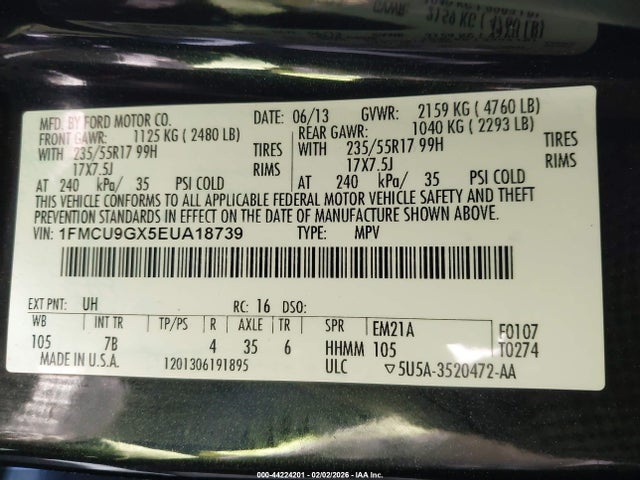 MFD. BY FORD MOTOR CO.
DATE: 06/13 GVWR: 2159 KG (4760 LB)
FRONT GAWR: 1125 KG (2480 LB)
REAR GAWR: 1040 KG (2293 LB)
WITH 235/55R17 99H TIRES
WITH 235/55R17 99H TIRES
17X7.5J RIMS
17X7.5J RIMS
AT 240 kPa/ 35 PSI COLD
AT 240 kPa/ 35 PSI COLD
THIS VEHICLE CONFORMS TO ALL APPLICABLE FEDERAL MOTOR VEHICLE SAFETY AND THEFT
PREVENTION STANDARDS IN EFFECT ON THE DATE OF MANUFACTURE SHOWN ABOVE.
VIN: 1FMCU9GX5EUA18739 TYPE: MPV
EXT PNT: UH RC: 16 DSO:
WB INT TR TP/PS R AXLE TR SPR EM21A F0107
105 7B 4 35 6 HHMM 105 T0274
MADE IN U.S.A. 1201306191895 ULC ▽5U5A-3520472-AA
000-44224201 - 02/02/2026 - IAA Inc.